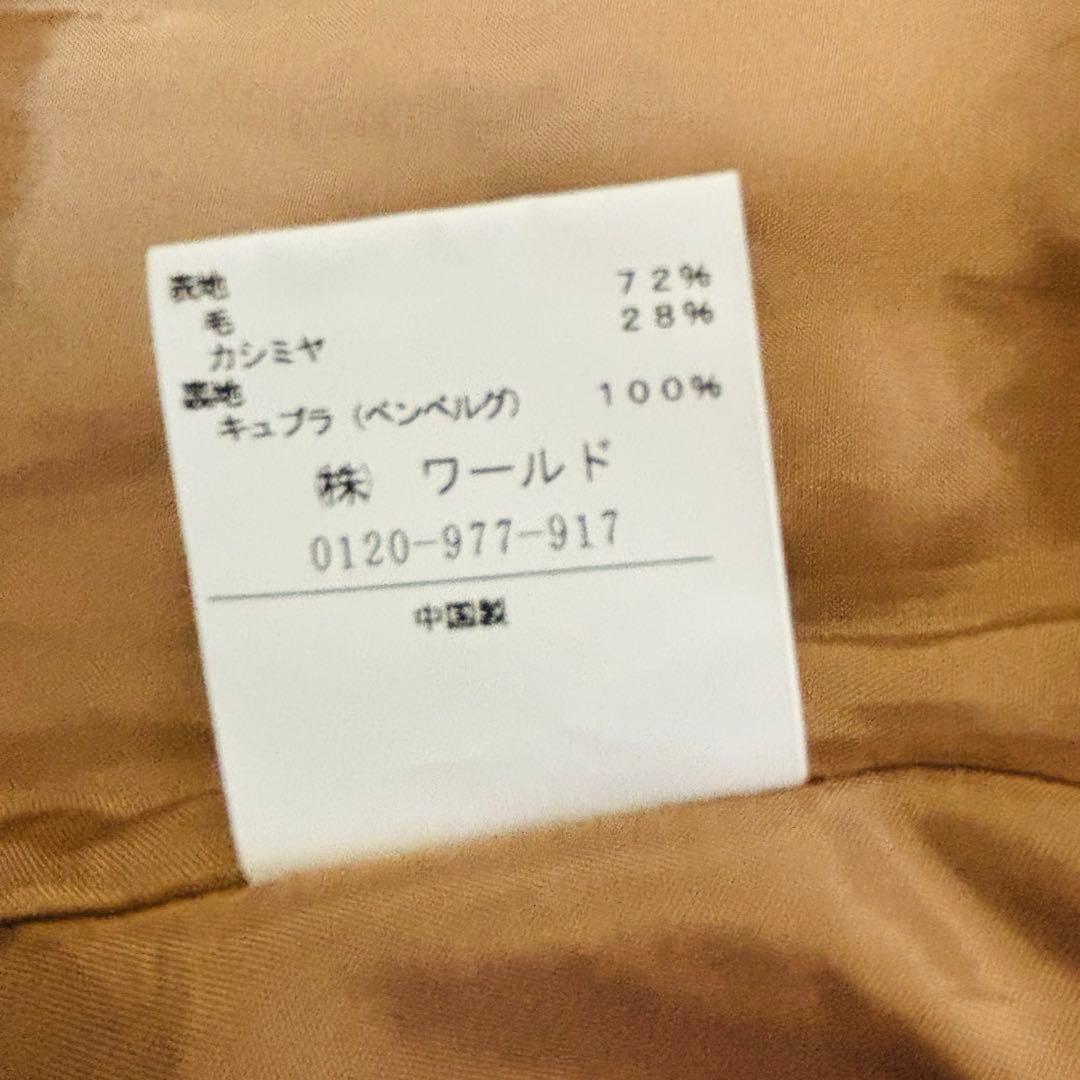 表地
毛 72%
カシミヤ 28%
裏地
キュプラ（ベンベルグ） 100%
㈱ ワールド
0120-977-917
中国製